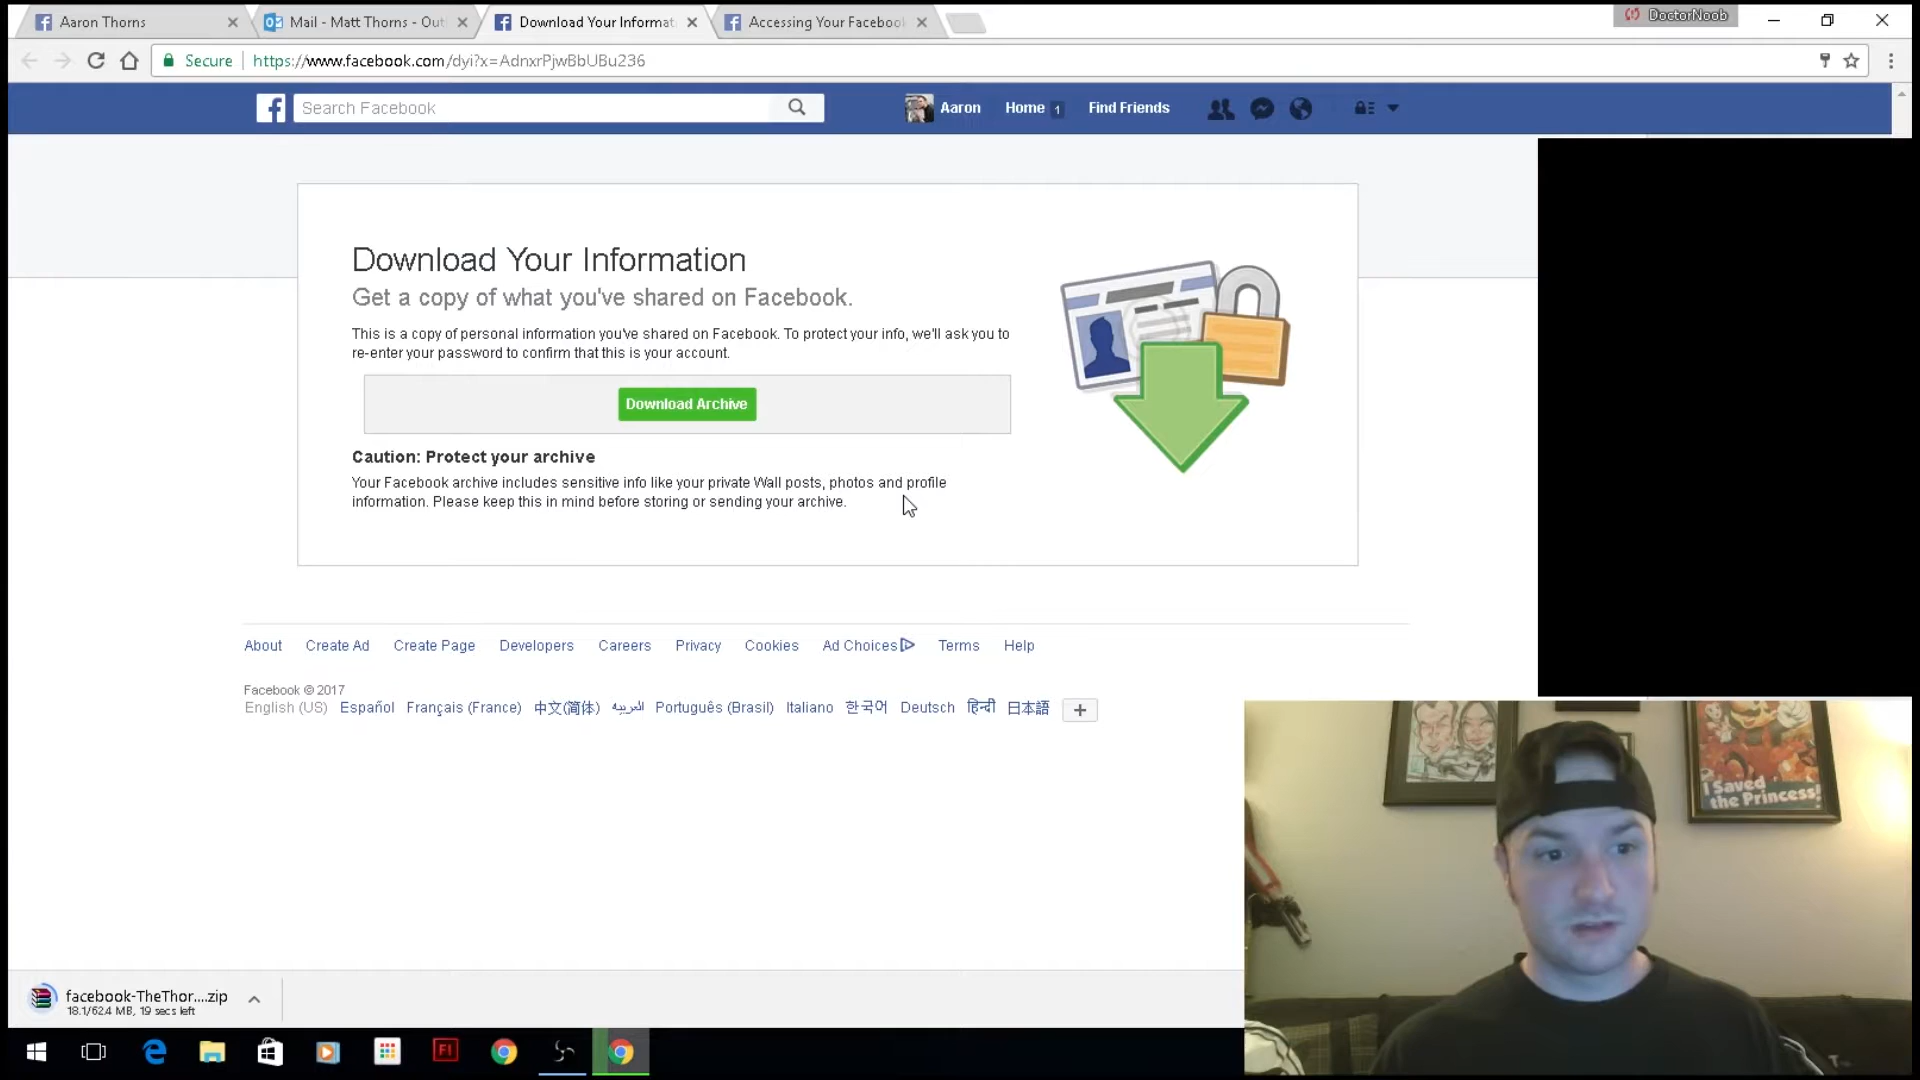 Aaron Thorns
Mail - Matt Thorns - Out
Download Your Informat
Accessing Your Facebook
DoctorNoob
Secure
https://www.facebook.com/dyi?x=AdnxrPjwBbUBu236
Search Facebook
Aaron
Home 1
Find Friends
Download Your Information
Get a copy of what you've shared on Facebook.
This is a copy of personal information you've shared on Facebook. To protect your info, we'll ask you to
re-enter your password to confirm that this is your account.
Download Archive
Caution: Protect your archive
Your Facebook archive includes sensitive info like your private Wall posts, photos and profile
information. Please keep this in mind before storing or sending your archive.
About Create Ad Create Page Developers Careers Privacy Cookies Ad Choices Terms Help
Facebook © 2017
English (US) Español Français (France) 中文(简体) العربية Português (Brasil) Italiano 한국어 Deutsch हिन्दी 日本語 +
I Saved
the Princess!
facebook-TheThor....zip
18.1/62.4 MB, 19 secs left
Fl